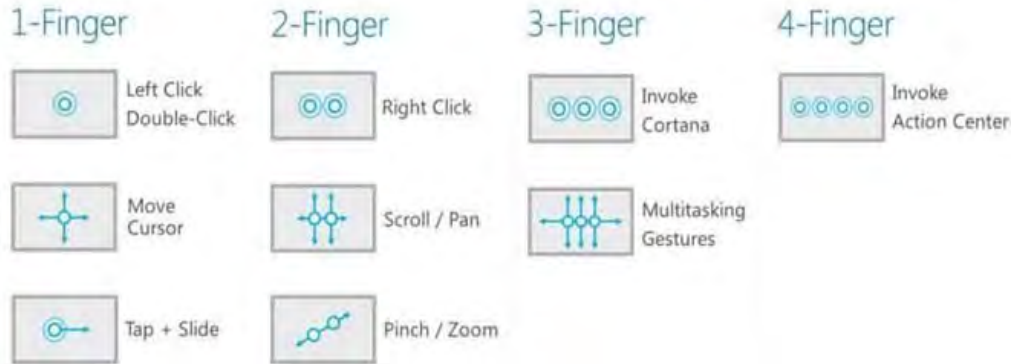 1-Finger
Left Click
Double-Click
Move
Cursor
Tap + Slide
2-Finger
Right Click
Scroll / Pan
Pinch / Zoom
3-Finger
Invoke
Cortana
Multitasking
Gestures
4-Finger
Invoke
Action Center